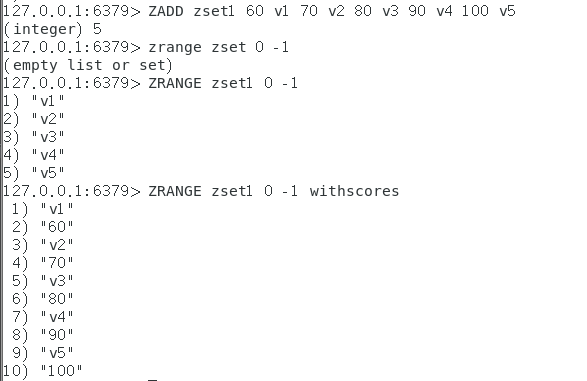 127.0.0.1:6379> ZADD zset1 60 v1 70 v2 80 v3 90 v4 100 v5
(integer) 5
127.0.0.1:6379> zrange zset 0 -1
(empty list or set)
127.0.0.1:6379> ZRANGE zset1 0 -1
1) "v1"
2) "v2"
3) "v3"
4) "v4"
5) "v5"
127.0.0.1:6379> ZRANGE zset1 0 -1 withscores
1) "v1"
2) "60"
3) "v2"
4) "70"
5) "v3"
6) "80"
7) "v4"
8) "90"
9) "v5"
10) "100"